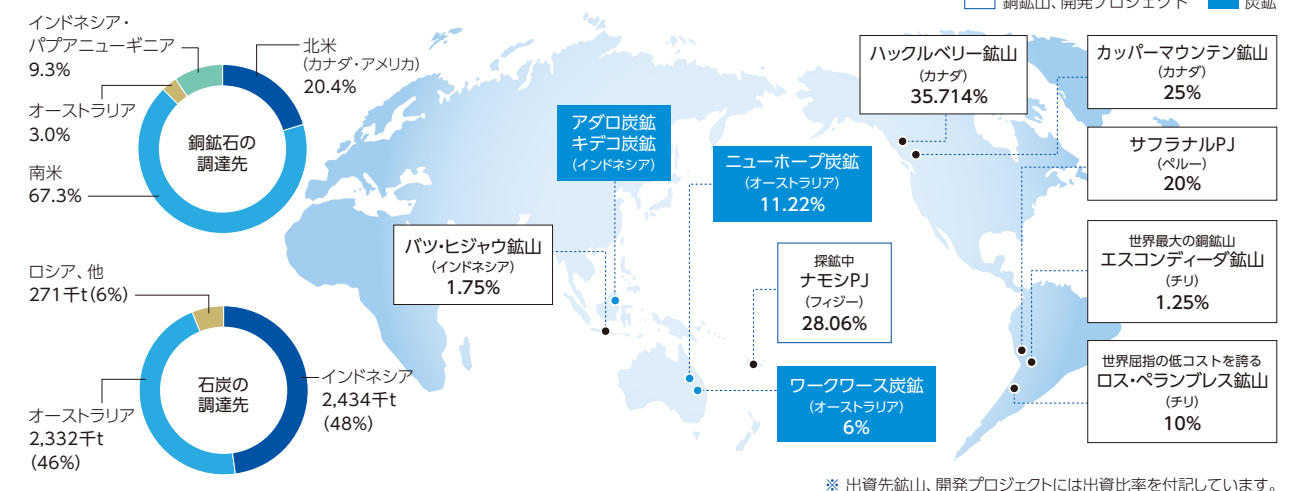 銅鉱山、開発プロジェクト
炭鉱
インドネシア・
パプアニューギニア
9.3%
オーストラリア
3.0%
南米
67.3%
北米
(カナダ・アメリカ)
20.4%
銅鉱石の
調達先
ロシア、他
271千t(6%)
オーストラリア
2,332千t
(46%)
インドネシア
2,434千t
(48%)
石炭の
調達先
バツ・ヒジャウ鉱山
(インドネシア)
1.75%
アダロ炭鉱
キデコ炭鉱
(インドネシア)
ニューホープ炭鉱
(オーストラリア)
11.22%
探鉱中
ナモシPJ
(フィジー)
28.06%
ワークワース炭鉱
(オーストラリア)
6%
ハックルベリー鉱山
(カナダ)
35.714%
カッパーマウンテン鉱山
(カナダ)
25%
サフラナルPJ
(ペルー)
20%
世界最大の銅鉱山
エスコンディーダ鉱山
(チリ)
1.25%
世界屈指の低コストを誇る
ロス・ペランブレス鉱山
(チリ)
10%
※ 出資先鉱山、開発プロジェクトには出資比率を付記しています。